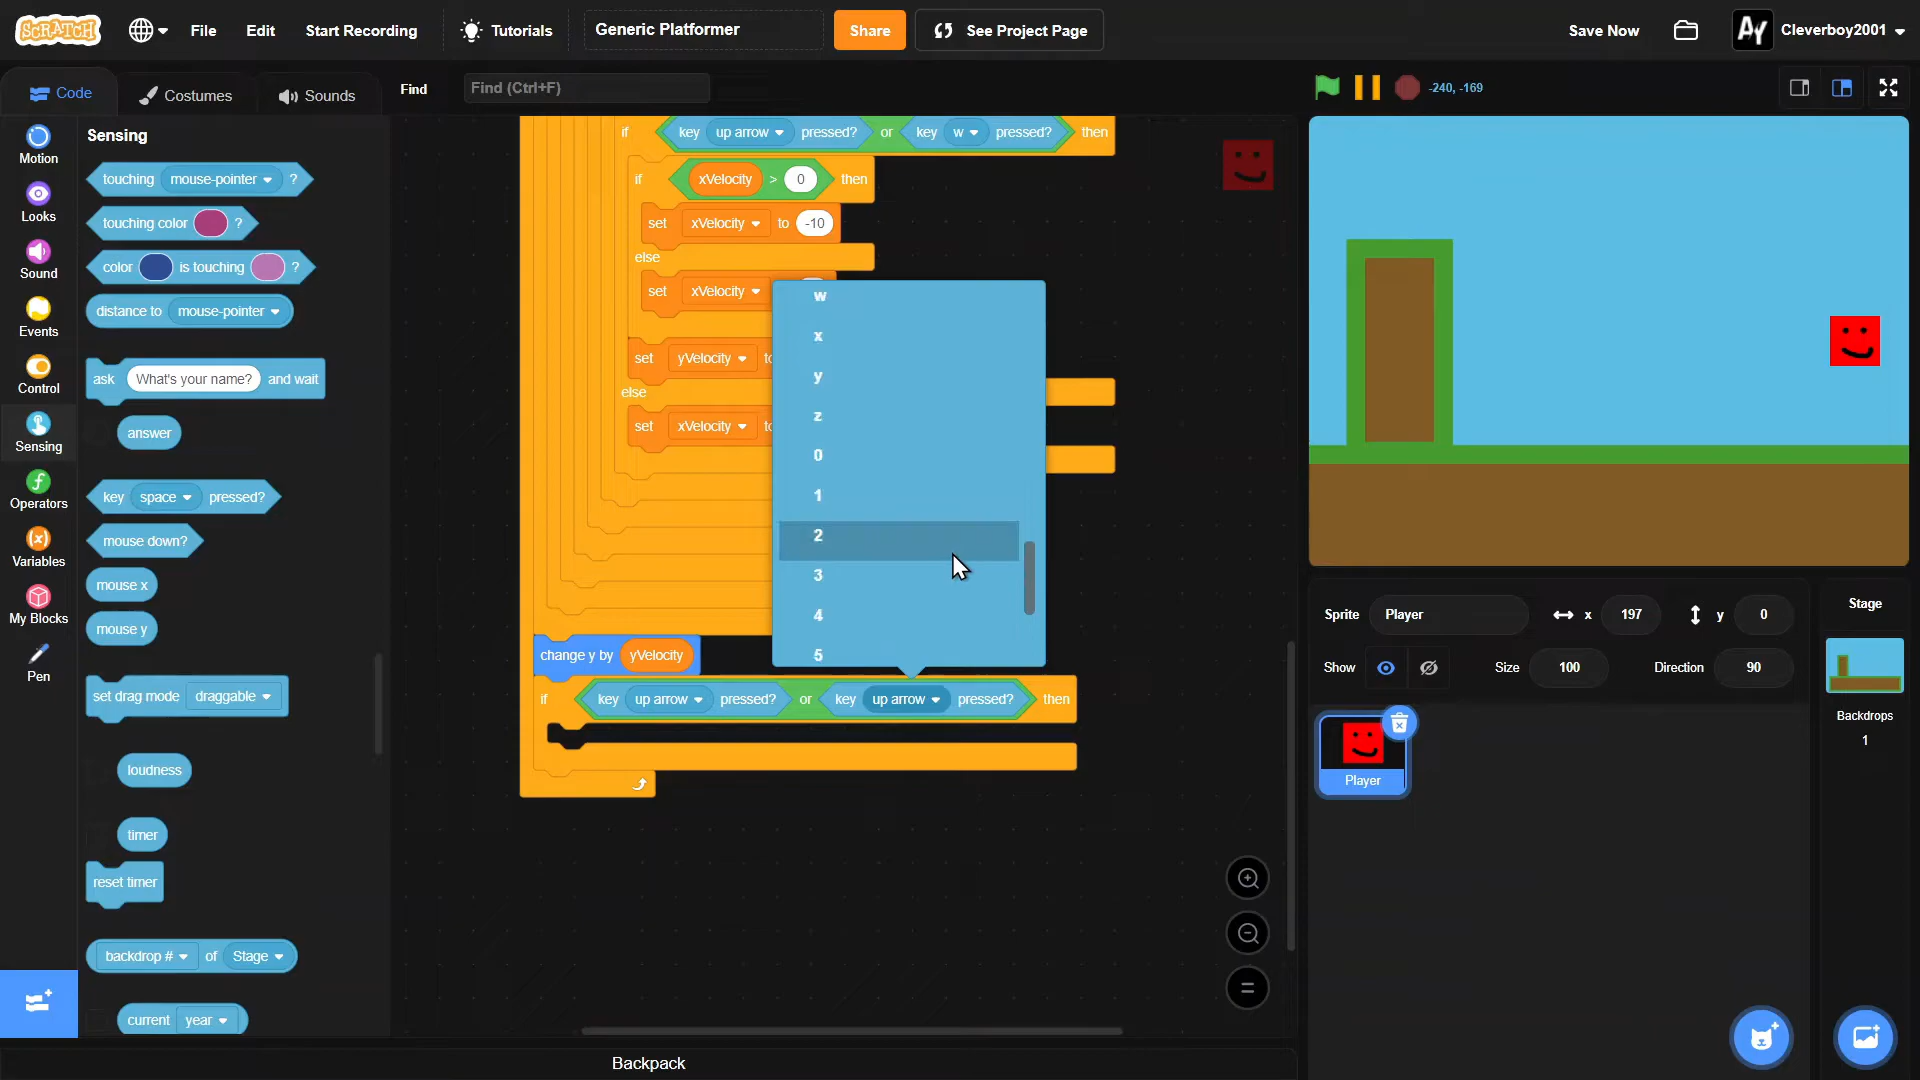 SCRATCH File Edit Start Recording Tutorials Generic Platformer Share See Project Page Save Now Ay Cleverboy2001
Code Costumes Sounds Find Find (Ctrl+F) -240, -169
Motion
Looks
Sound
Events
Control
Sensing
Operators
Variables
My Blocks
Pen
Sensing
touching mouse-pointer ?
touching color ?
color is touching ?
distance to mouse-pointer
ask What's your name? and wait
answer
key space pressed?
mouse down?
mouse x
mouse y
set drag mode draggable
loudness
timer
reset timer
backdrop # of Stage
current year
if key up arrow pressed? or key w pressed? then
if xVelocity > 0 then
set xVelocity to -10
else
set xVelocity
set yVelocity to
else
set xVelocity to
change y by yVelocity
if key up arrow pressed? or key up arrow pressed? then
w
x
y
z
0
1
2
3
4
5
=
Backpack
Sprite Player x 197 y 0
Show Size 100 Direction 90
Player
Stage
Backdrops
1